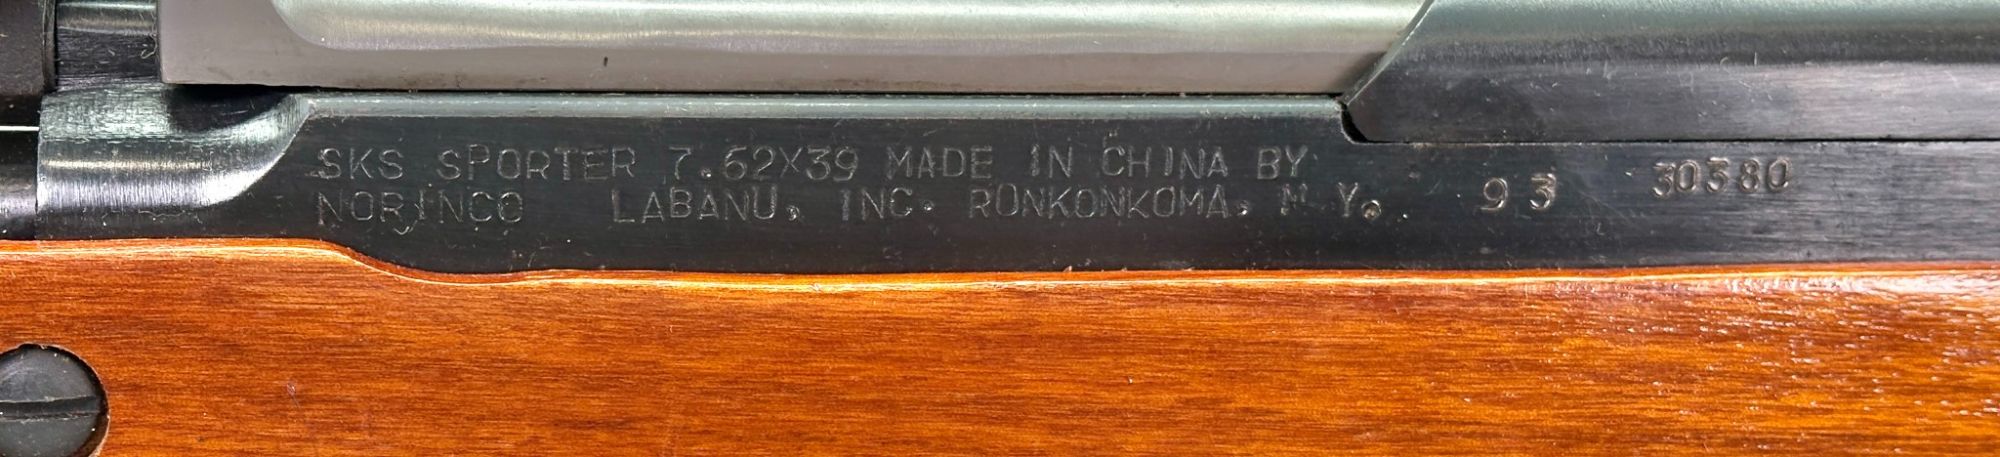 SKS SPORTER 7.62X39 MADE IN CHINA BY
NORINCO LABANU, INC. RONKONKOMA, N.Y. 93 30380